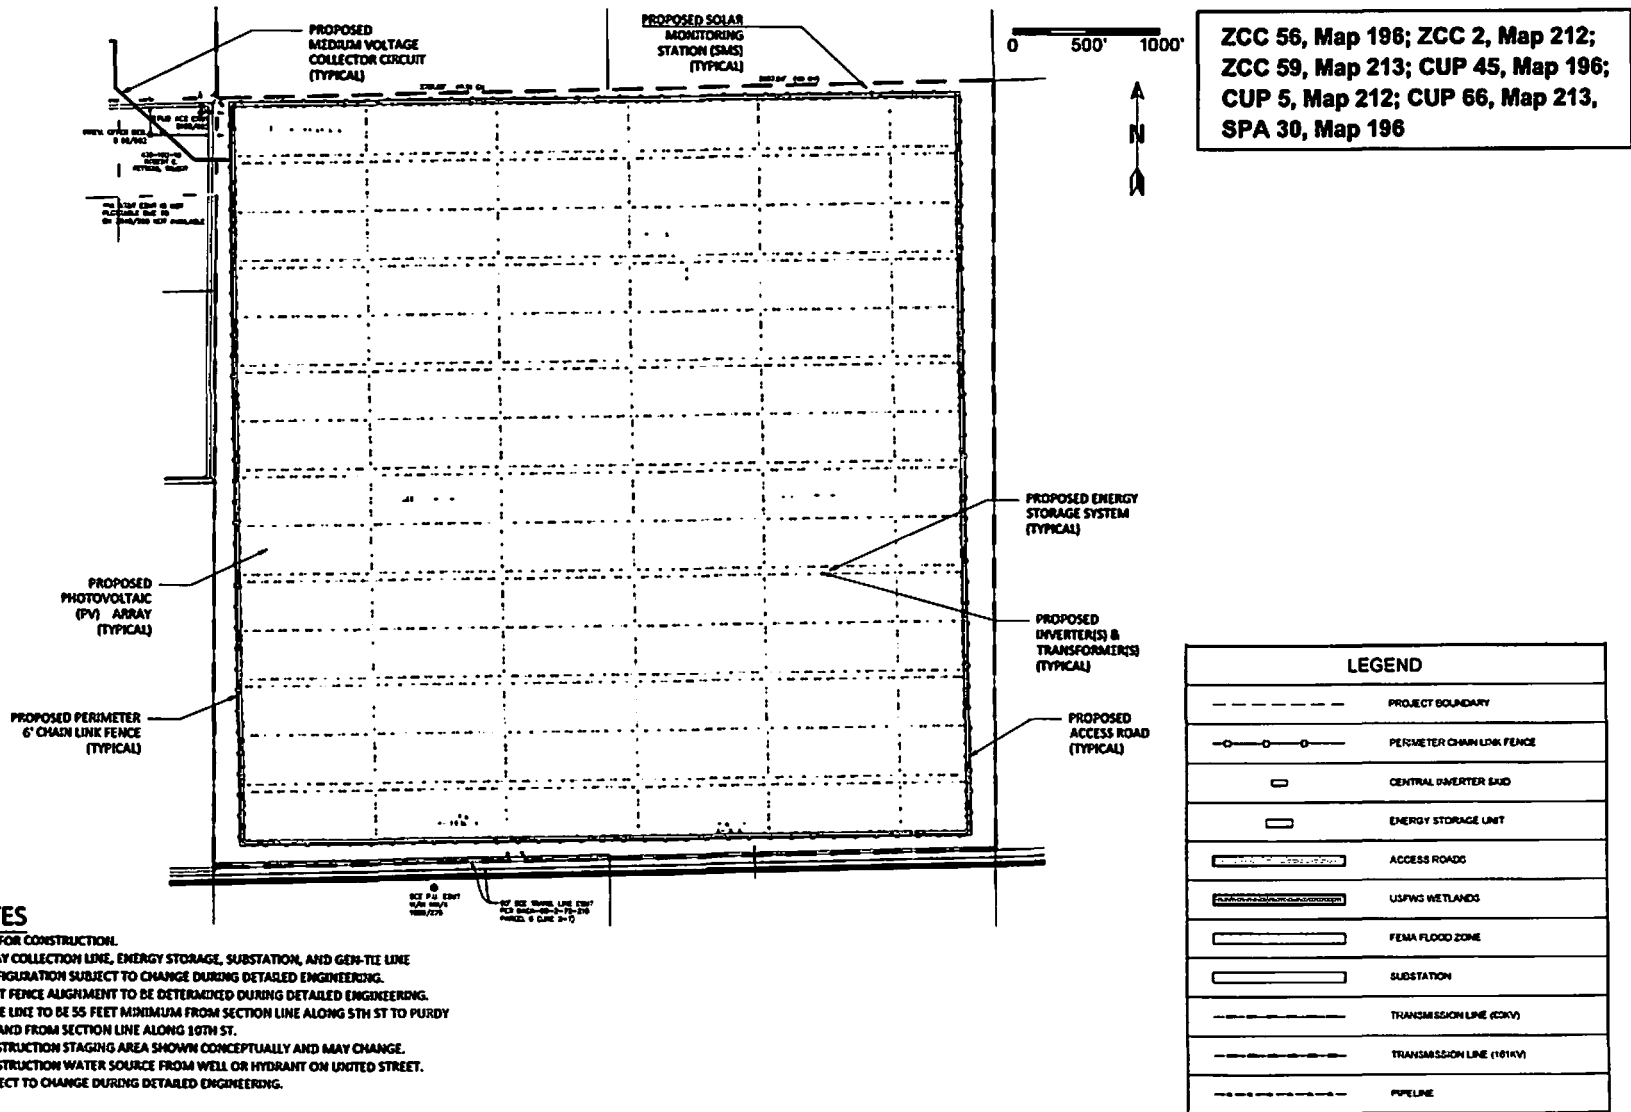 PROPOSED
MEDIUM VOLTAGE
COLLECTOR CIRCUIT
(TYPICAL)
PROPOSED SOLAR
MONITORING
STATION (SMS)
(TYPICAL)
0 500' 1000'
N
ZCC 56, Map 196; ZCC 2, Map 212;
ZCC 59, Map 213; CUP 45, Map 196;
CUP 5, Map 212; CUP 66, Map 213,
SPA 30, Map 196
PROPOSED ENERGY
STORAGE SYSTEM
(TYPICAL)
PROPOSED
PHOTOVOLTAIC
(PV) ARRAY
(TYPICAL)
PROPOSED
INVERTER(S) &
TRANSFORMER(S)
(TYPICAL)
PROPOSED PERIMETER
6' CHAIN LINK FENCE
(TYPICAL)
PROPOSED
ACCESS ROAD
(TYPICAL)
LEGEND
PROJECT BOUNDARY
PERIMETER CHAIN LINK FENCE
CENTRAL INVERTER SKID
ENERGY STORAGE UNIT
ACCESS ROADS
USFWS WETLANDS
FEMA FLOOD ZONE
SUBSTATION
TRANSMISSION LINE
TRANSMISSION LINE (161KV)
PIPELINE
TES
FOR CONSTRUCTION.
AY COLLECTION LINE, ENERGY STORAGE, SUBSTATION, AND GEN-TIE LINE
FIGURATION SUBJECT TO CHANGE DURING DETAILED ENGINEERING.
T FENCE ALIGNMENT TO BE DETERMINED DURING DETAILED ENGINEERING.
E LINE TO BE 55 FEET MINIMUM FROM SECTION LINE ALONG 5TH ST TO PURDY
AND FROM SECTION LINE ALONG 10TH ST.
STRUCTION STAGING AREA SHOWN CONCEPTUALLY AND MAY CHANGE.
STRUCTION WATER SOURCE FROM WELL OR HYDRANT ON UNITED STREET.
ECT TO CHANGE DURING DETAILED ENGINEERING.